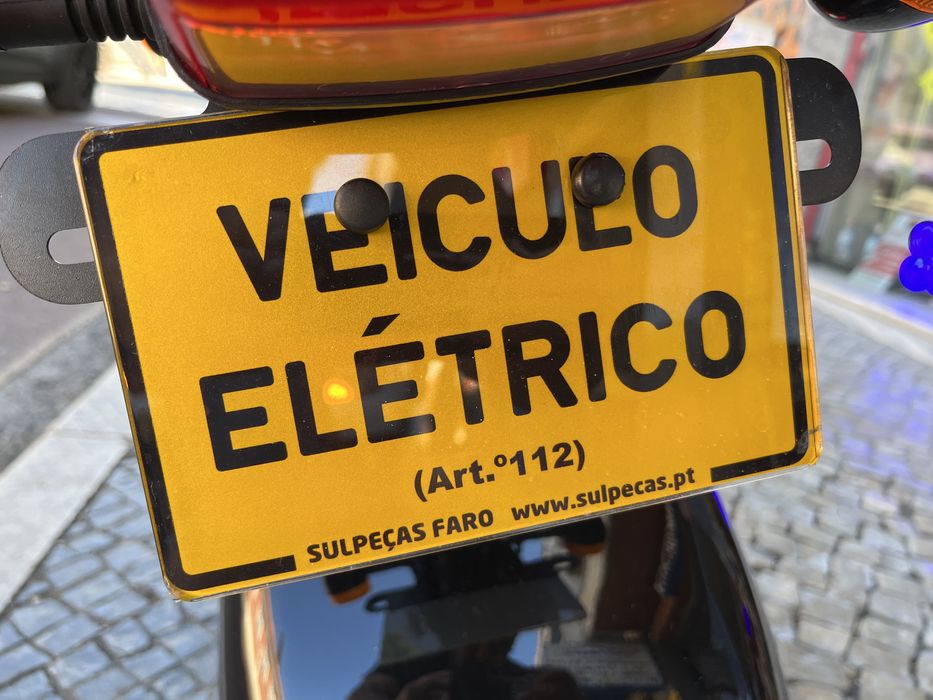 VEICULO
ELÉTRICO
(Art.º112)
SULPEÇAS FARO www.sulpecas.pt